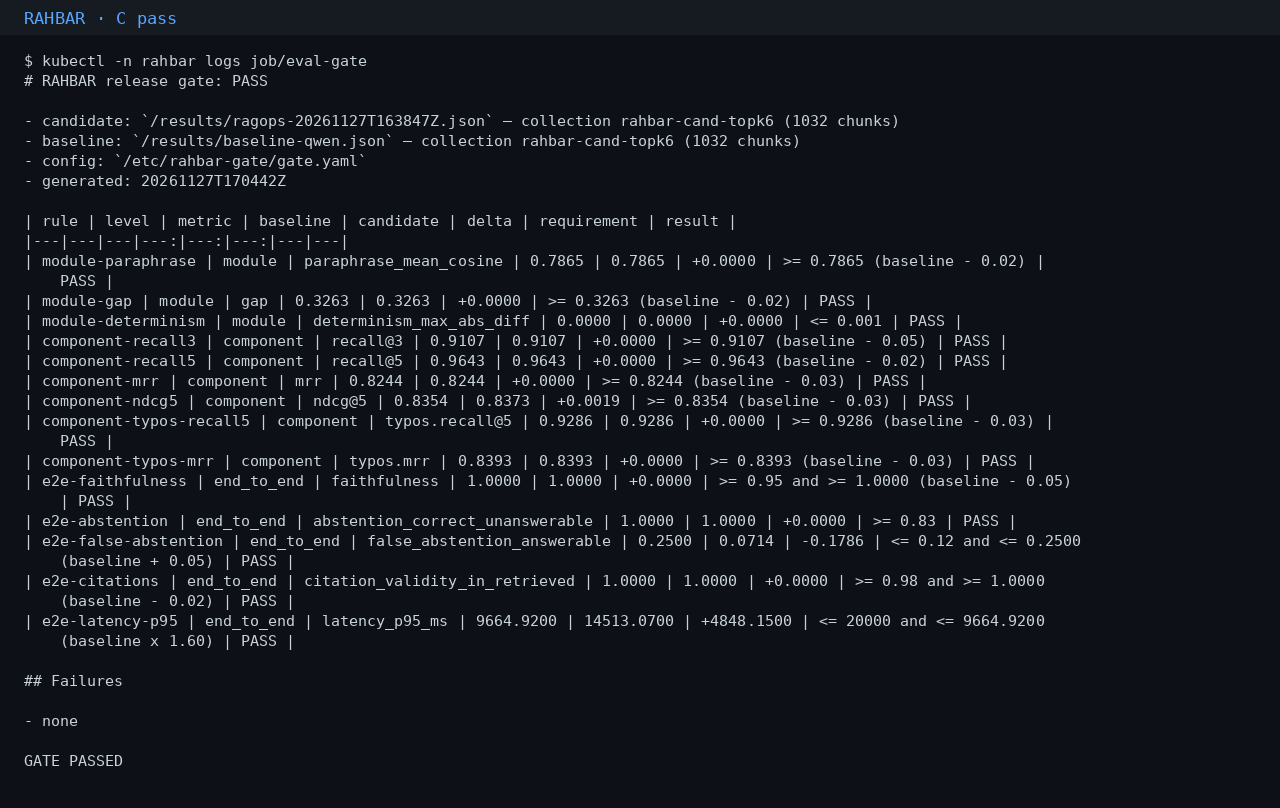 RAHBAR · C pass
$ kubectl -n rahbar logs job/eval-gate
# RAHBAR release gate: PASS
- candidate: `/results/ragops-20261127T163847Z.json` — collection rahbar-cand-topk6 (1032 chunks)
- baseline: `/results/baseline-qwen.json` — collection rahbar-cand-topk6 (1032 chunks)
- config: `/etc/rahbar-gate/gate.yaml`
- generated: 20261127T170442Z
| rule | level | metric | baseline | candidate | delta | requirement | result |
|---|---|---|---:|---:|---:|---|---|
| module-paraphrase | module | paraphrase_mean_cosine | 0.7865 | 0.7865 | +0.0000 | >= 0.7865 (baseline - 0.02) |
PASS |
| module-gap | module | gap | 0.3263 | 0.3263 | +0.0000 | >= 0.3263 (baseline - 0.02) | PASS |
| module-determinism | module | determinism_max_abs_diff | 0.0000 | 0.0000 | +0.0000 | <= 0.001 | PASS |
| component-recall3 | component | recall@3 | 0.9107 | 0.9107 | +0.0000 | >= 0.9107 (baseline - 0.05) | PASS |
| component-recall5 | component | recall@5 | 0.9643 | 0.9643 | +0.0000 | >= 0.9643 (baseline - 0.02) | PASS |
| component-mrr | component | mrr | 0.8244 | 0.8244 | +0.0000 | >= 0.8244 (baseline - 0.03) | PASS |
| component-ndcg5 | component | ndcg@5 | 0.8354 | 0.8373 | +0.0019 | >= 0.8354 (baseline - 0.03) | PASS |
| component-typos-recall5 | component | typos.recall@5 | 0.9286 | 0.9286 | +0.0000 | >= 0.9286 (baseline - 0.03) |
PASS |
| component-typos-mrr | component | typos.mrr | 0.8393 | 0.8393 | +0.0000 | >= 0.8393 (baseline - 0.03) | PASS |
| e2e-faithfulness | end_to_end | faithfulness | 1.0000 | 1.0000 | +0.0000 | >= 0.95 and >= 1.0000 (baseline - 0.05)
| PASS |
| e2e-abstention | end_to_end | abstention_correct_unanswerable | 1.0000 | 1.0000 | +0.0000 | >= 0.83 | PASS |
| e2e-false-abstention | end_to_end | false_abstention_answerable | 0.2500 | 0.0714 | -0.1786 | <= 0.12 and <= 0.2500
(baseline + 0.05) | PASS |
| e2e-citations | end_to_end | citation_validity_in_retrieved | 1.0000 | 1.0000 | +0.0000 | >= 0.98 and >= 1.0000
(baseline - 0.02) | PASS |
| e2e-latency-p95 | end_to_end | latency_p95_ms | 9664.9200 | 14513.0700 | +4848.1500 | <= 20000 and <= 9664.9200
(baseline x 1.60) | PASS |
## Failures
- none
GATE PASSED